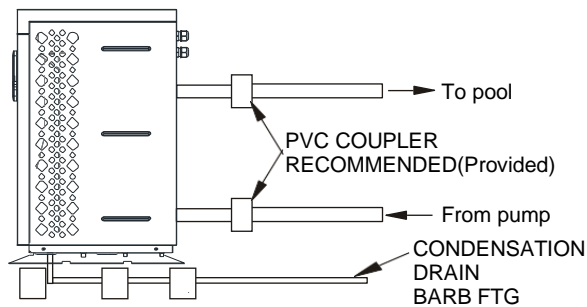 To pool
PVC COUPLER
RECOMMENDED(Provided)
From pump
CONDENSATION
DRAIN
BARB FTG